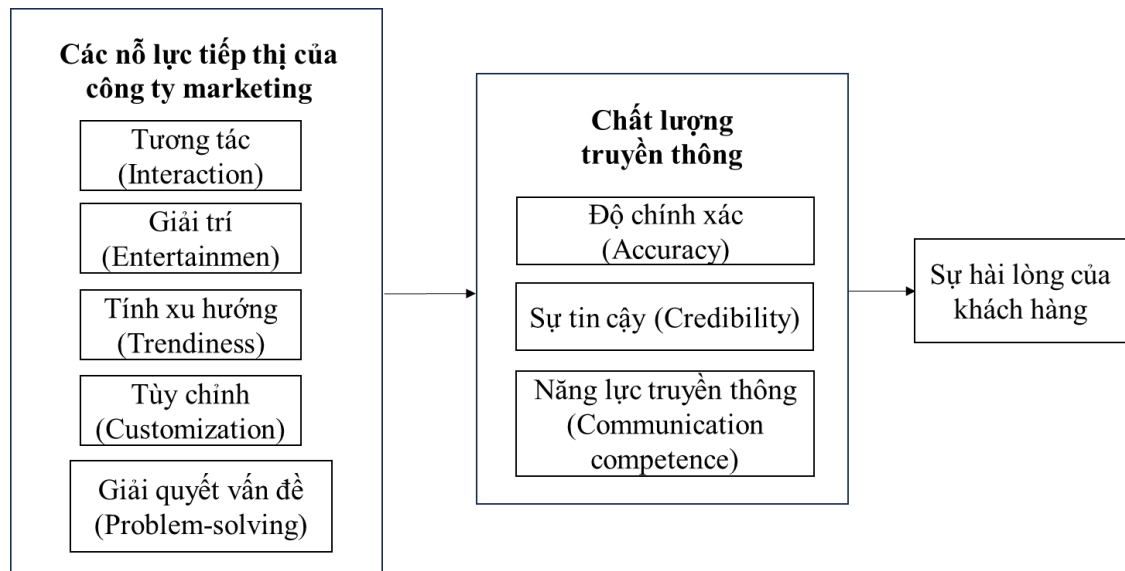 Các nỗ lực tiếp thị của
công ty marketing
Tương tác
(Interaction)
Giải trí
(Entertainmen)
Tính xu hướng
(Trendiness)
Tùy chỉnh
(Customization)
Giải quyết vấn đề
(Problem-solving)
Chất lượng
truyền thông
Độ chính xác
(Accuracy)
Sự tin cậy (Credibility)
Năng lực truyền thông
(Communication
competence)
Sự hài lòng của
khách hàng